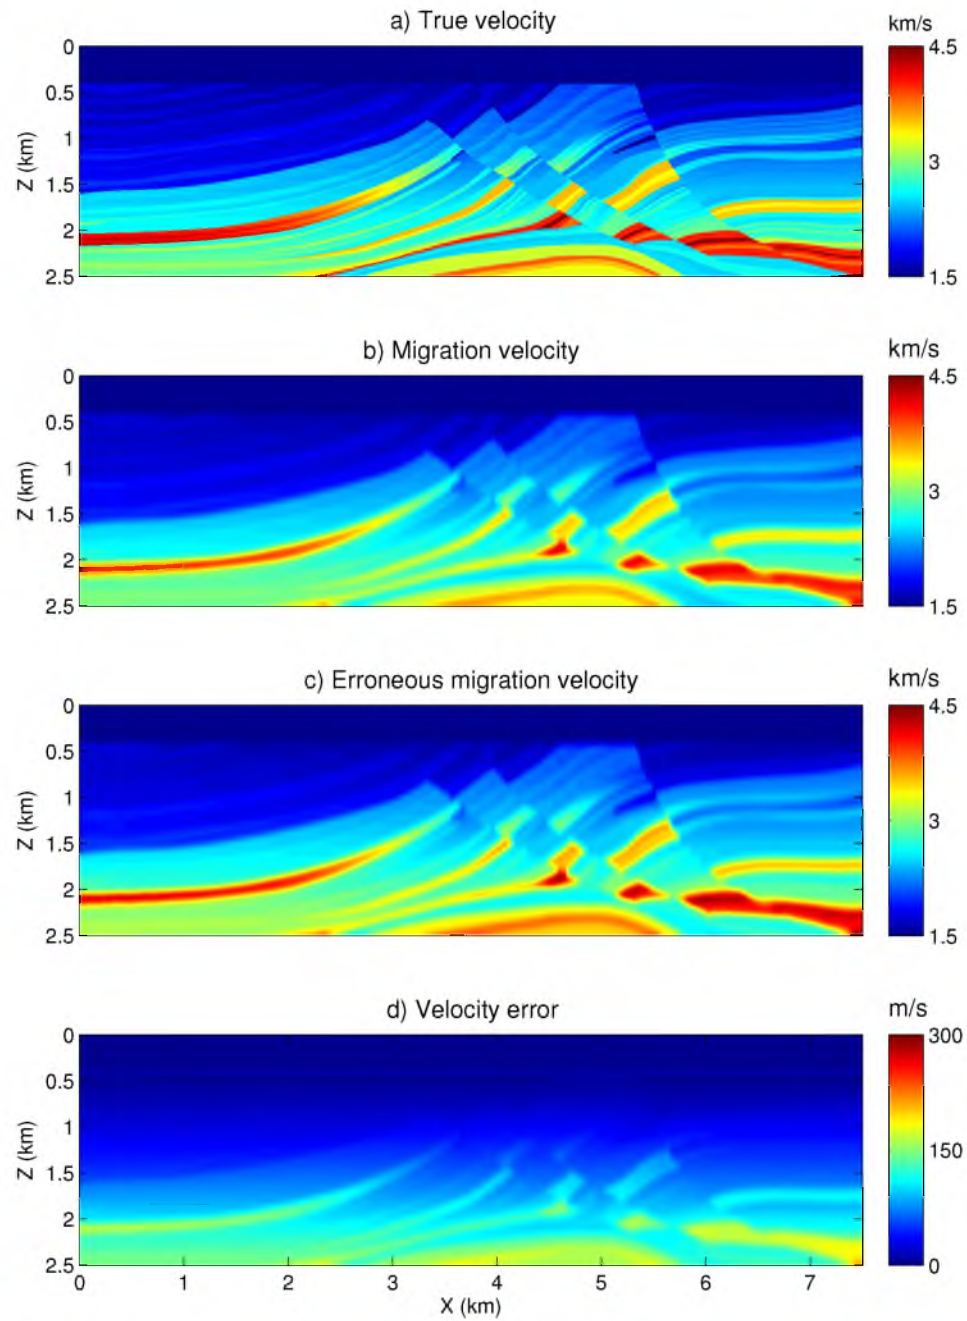 a) True velocity
km/s
0
0.5
1
1.5
2
2.5
Z (km)
4.5
3
1.5
b) Migration velocity
km/s
0
0.5
1
1.5
2
2.5
Z (km)
4.5
3
1.5
c) Erroneous migration velocity
km/s
0
0.5
1
1.5
2
2.5
Z (km)
4.5
3
1.5
d) Velocity error
m/s
0
0.5
1
1.5
2
2.5
Z (km)
300
150
0
0 1 2 3 4 5 6 7
X (km)